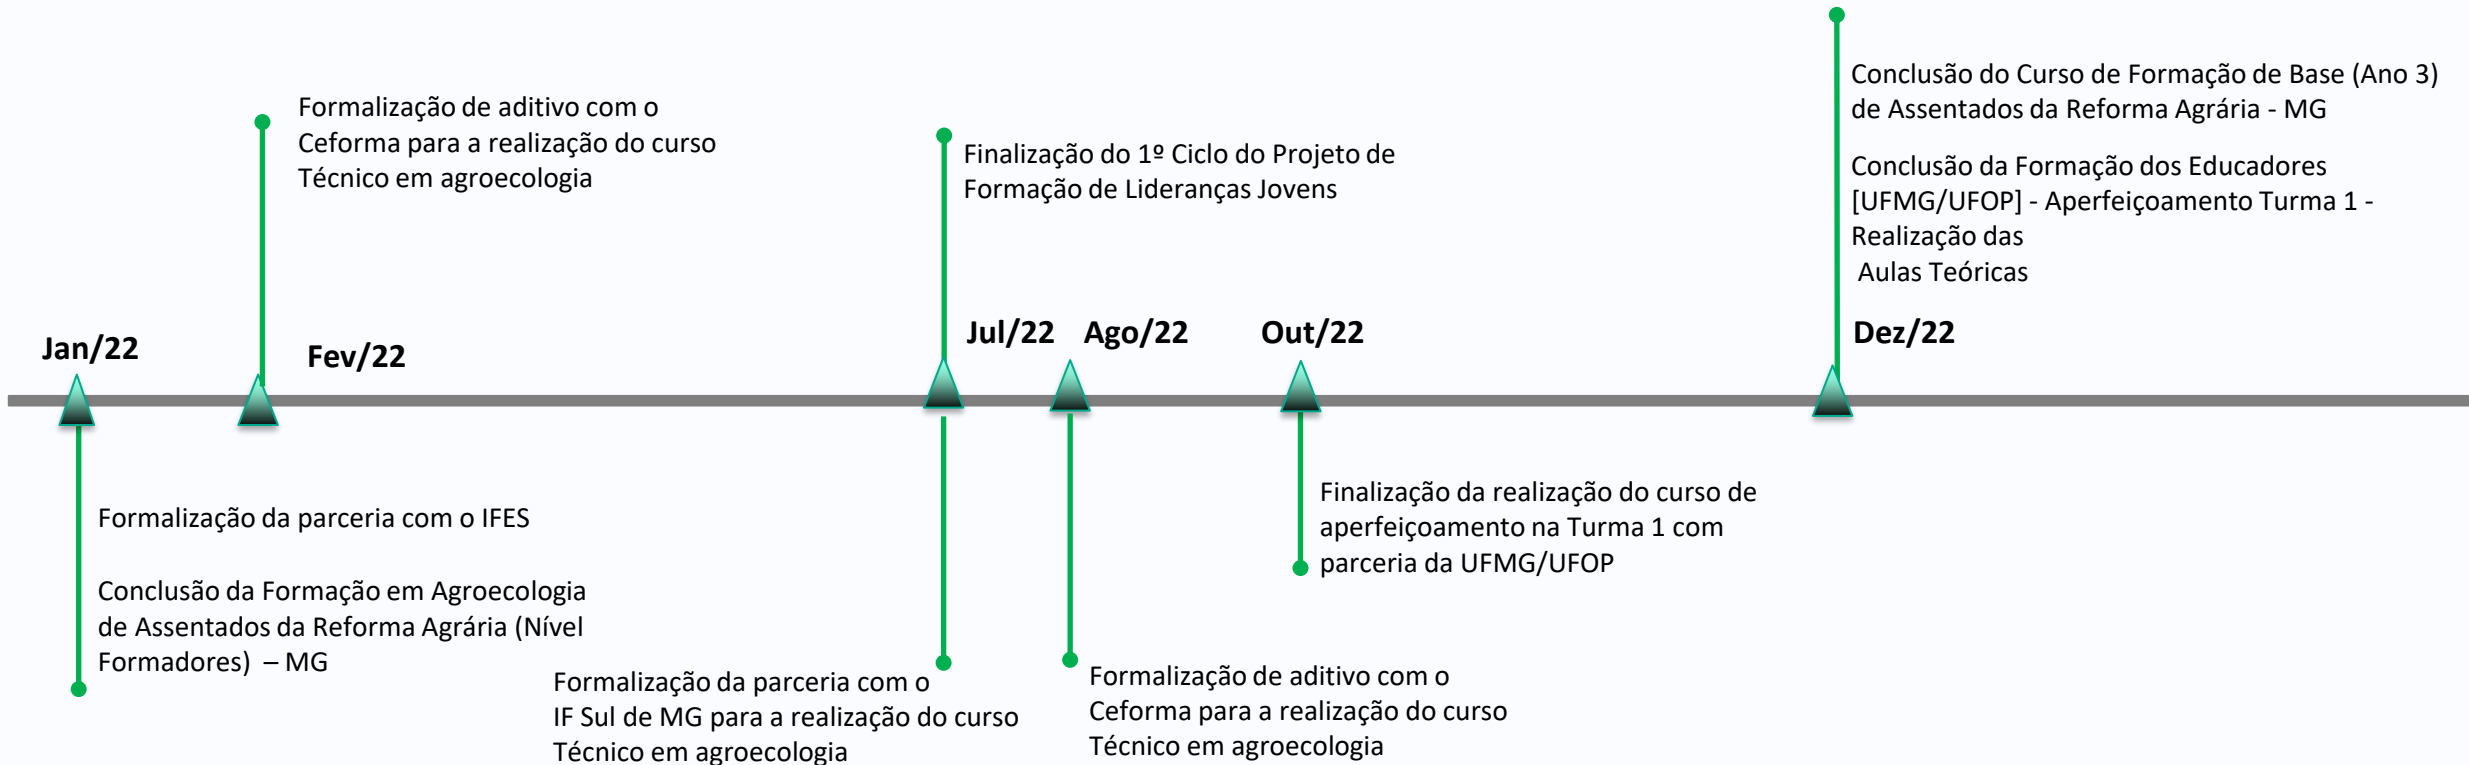 Jan/22
Formalização da parceria com o IFES
Conclusão da Formação em Agroecologia
de Assentados da Reforma Agrária (Nível
Formadores) – MG
Formalização de aditivo com o
Ceforma para a realização do curso
Técnico em agroecologia
Fev/22
Finalização do 1º Ciclo do Projeto de
Formação de Lideranças Jovens
Jul/22
Formalização da parceria com o
IF Sul de MG para a realização do curso
Técnico em agroecologia
Ago/22
Formalização de aditivo com o
Ceforma para a realização do curso
Técnico em agroecologia
Out/22
Finalização da realização do curso de
aperfeiçoamento na Turma 1 com
parceria da UFMG/UFOP
Conclusão do Curso de Formação de Base (Ano 3)
de Assentados da Reforma Agrária - MG
Conclusão da Formação dos Educadores
[UFMG/UFOP] - Aperfeiçoamento Turma 1 -
Realização das
Aulas Teóricas
Dez/22